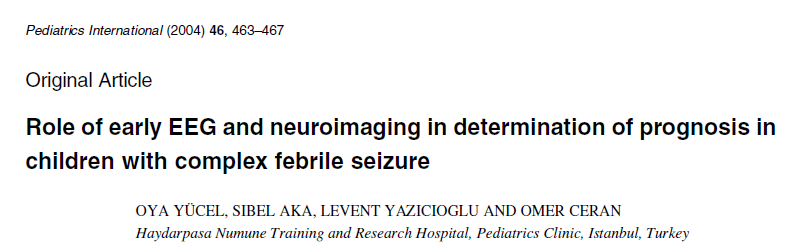 Pediatrics International (2004) 46, 463–467
Original Article
Role of early EEG and neuroimaging in determination of prognosis in
children with complex febrile seizure
OYA YÜCEL, SIBEL AKA, LEVENT YAZICIOGLU AND OMER CERAN
Haydarpasa Numune Training and Research Hospital, Pediatrics Clinic, Istanbul, Turkey